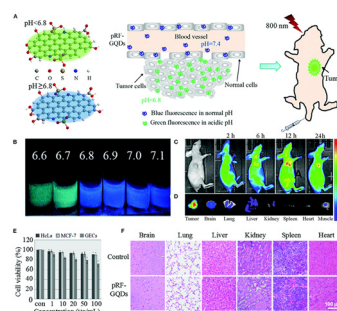 A
pH<6.8
C O S N H
pH≥6.8
pRF-
GQDs
Blood vessel
pH=7.4
Tumor cells
Normal cells
pH<6.8
Blue fluorescence in normal pH
Green fluorescence in acidic pH
800 nm
B
6.6 6.7 6.8 6.9 7.0 7.1
C
2 h 6 h 12 h 24h
D
Tumor Brain Lung Liver Kidney Spleen Heart Muscle
E
HeLa MCF-7 GECs
Cell viability (%)
con 1 10 20 50 100
F
Brain Lung Liver Kidney Spleen Heart
Control
pRF-
GQDs